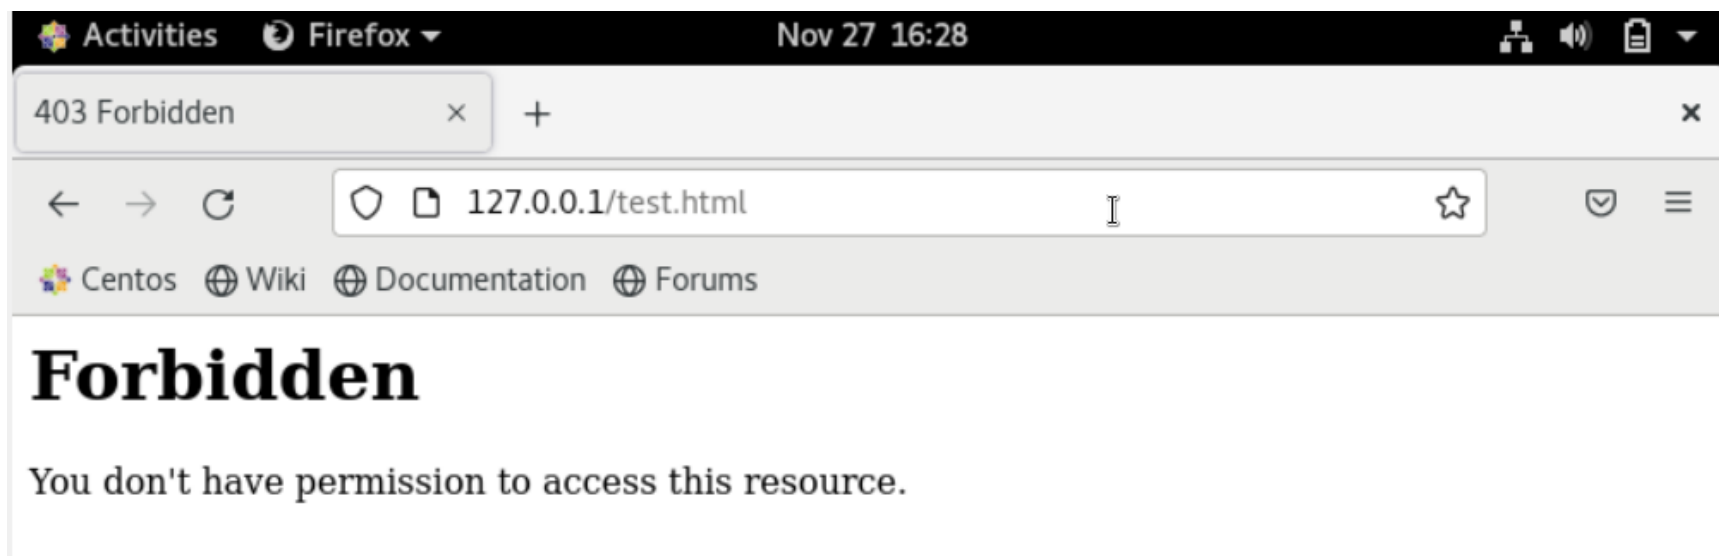 Activities Firefox Nov 27 16:28
403 Forbidden
127.0.0.1/test.html
Centos Wiki Documentation Forums
Forbidden
You don't have permission to access this resource.